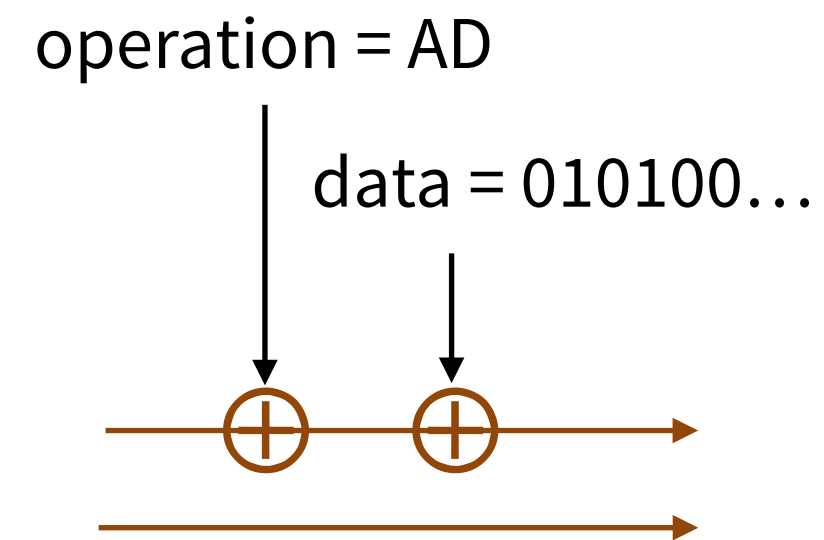 operation = AD
data = 010100…